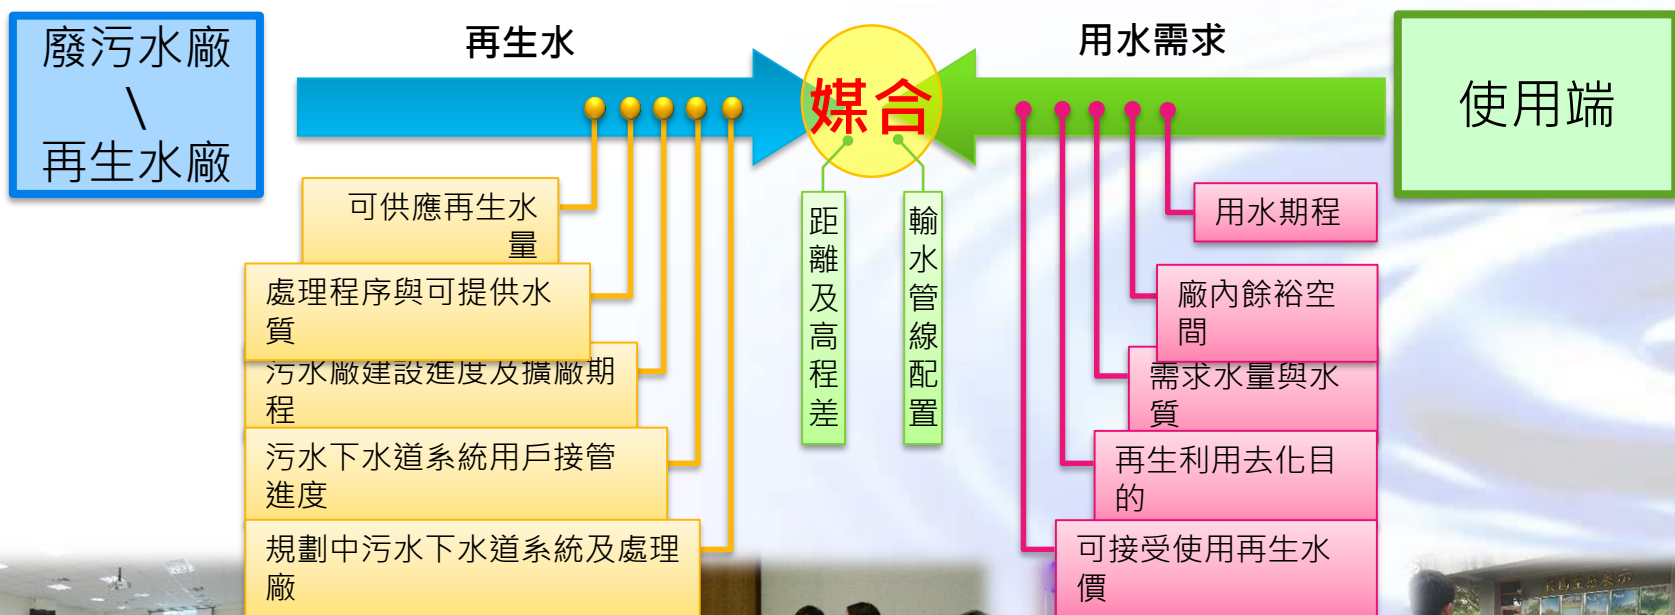 廢污水廠
\
再生水廠
再生水
媒合
用水需求
使用端
可供應再生水
量
處理程序與可提供水
質
污水廠建設進度及擴廠期
程
污水下水道系統用戶接管
進度
規劃中污水下水道系統及處理
廠
距離及高程差
輸水管線配置
用水期程
廠內餘裕空
間
需求水量與水
質
再生利用去化目
的
可接受使用再生水
價